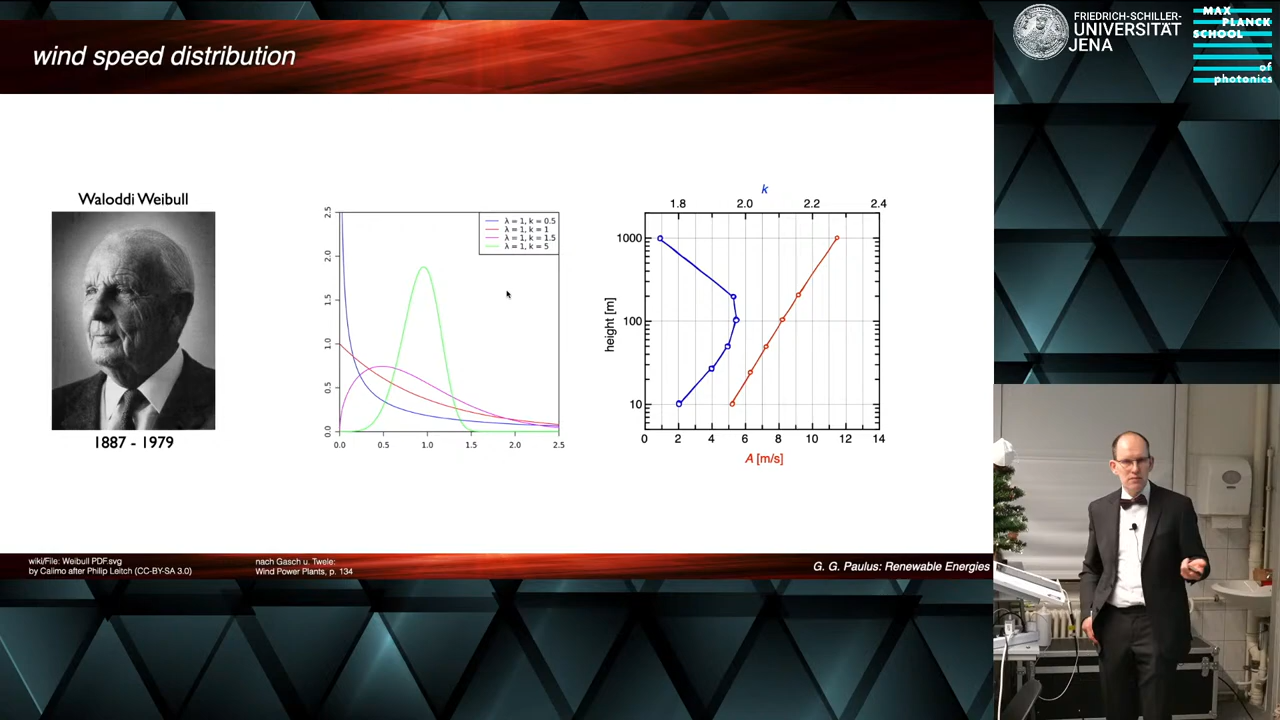 wind speed distribution
FRIEDRICH-SCHILLER-
UNIVERSITÄT
JENA
MAX
PLANCK
SCHOOL
of
photonics
Waloddi Weibull
1887 - 1979
2.5
2.0
1.5
1.0
0.5
0.0
λ = 1, k = 0.5
λ = 1, k = 1
λ = 1, k = 1.5
λ = 1, k = 5
0.0 0.5 1.0 1.5 2.0 2.5
k
1.8 2.0 2.2 2.4
1000
100
10
height [m]
0 2 4 6 8 10 12 14
A [m/s]
wiki/File: Weibull PDF.svg
by Calimo after Philip Leitch (CC-BY-SA 3.0)
nach Gasch u. Twele:
Wind Power Plants, p. 134
G. G. Paulus: Renewable Energies